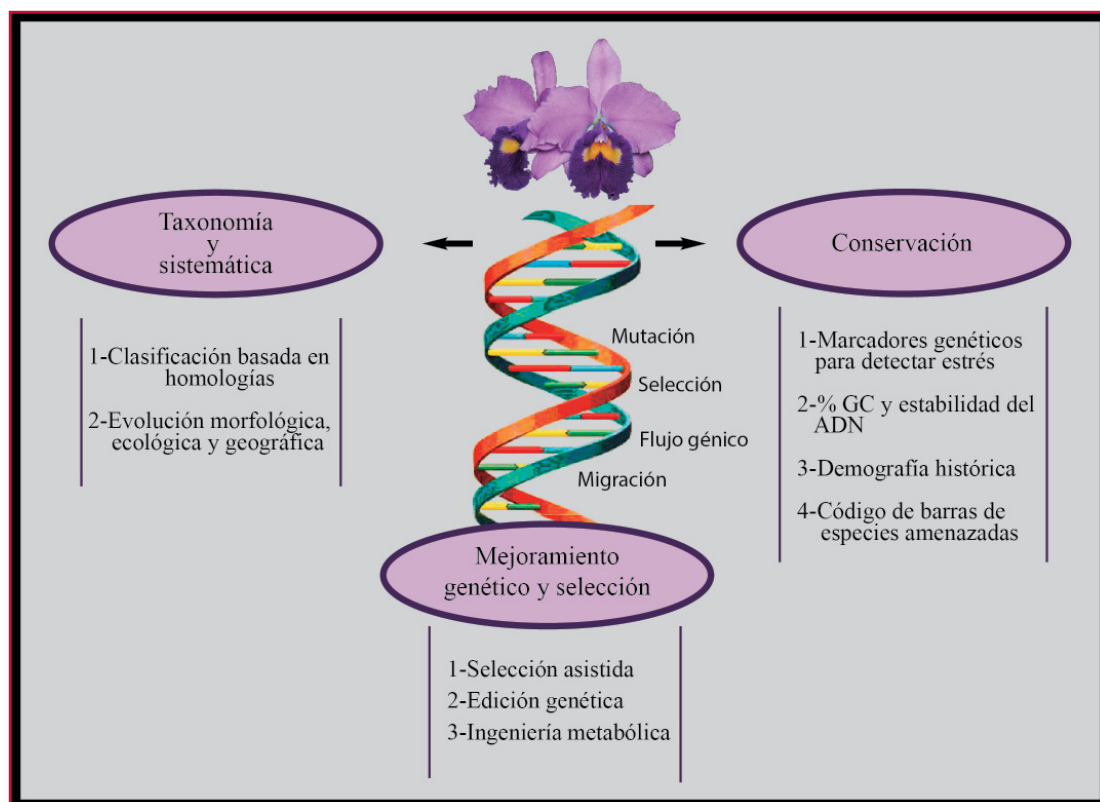 Taxonomía
y
sistemática
1-Clasificación basada en
homologías
2-Evolución morfológica,
ecológica y geográfica
Mutación
Selección
Flujo génico
Migración
Conservación
1-Marcadores genéticos
para detectar estrés
2-% GC y estabilidad del
ADN
3-Demografía histórica
4-Código de barras de
especies amenazadas
Mejoramiento
genético y selección
1-Selección asistida
2-Edición genética
3-Ingeniería metabólica